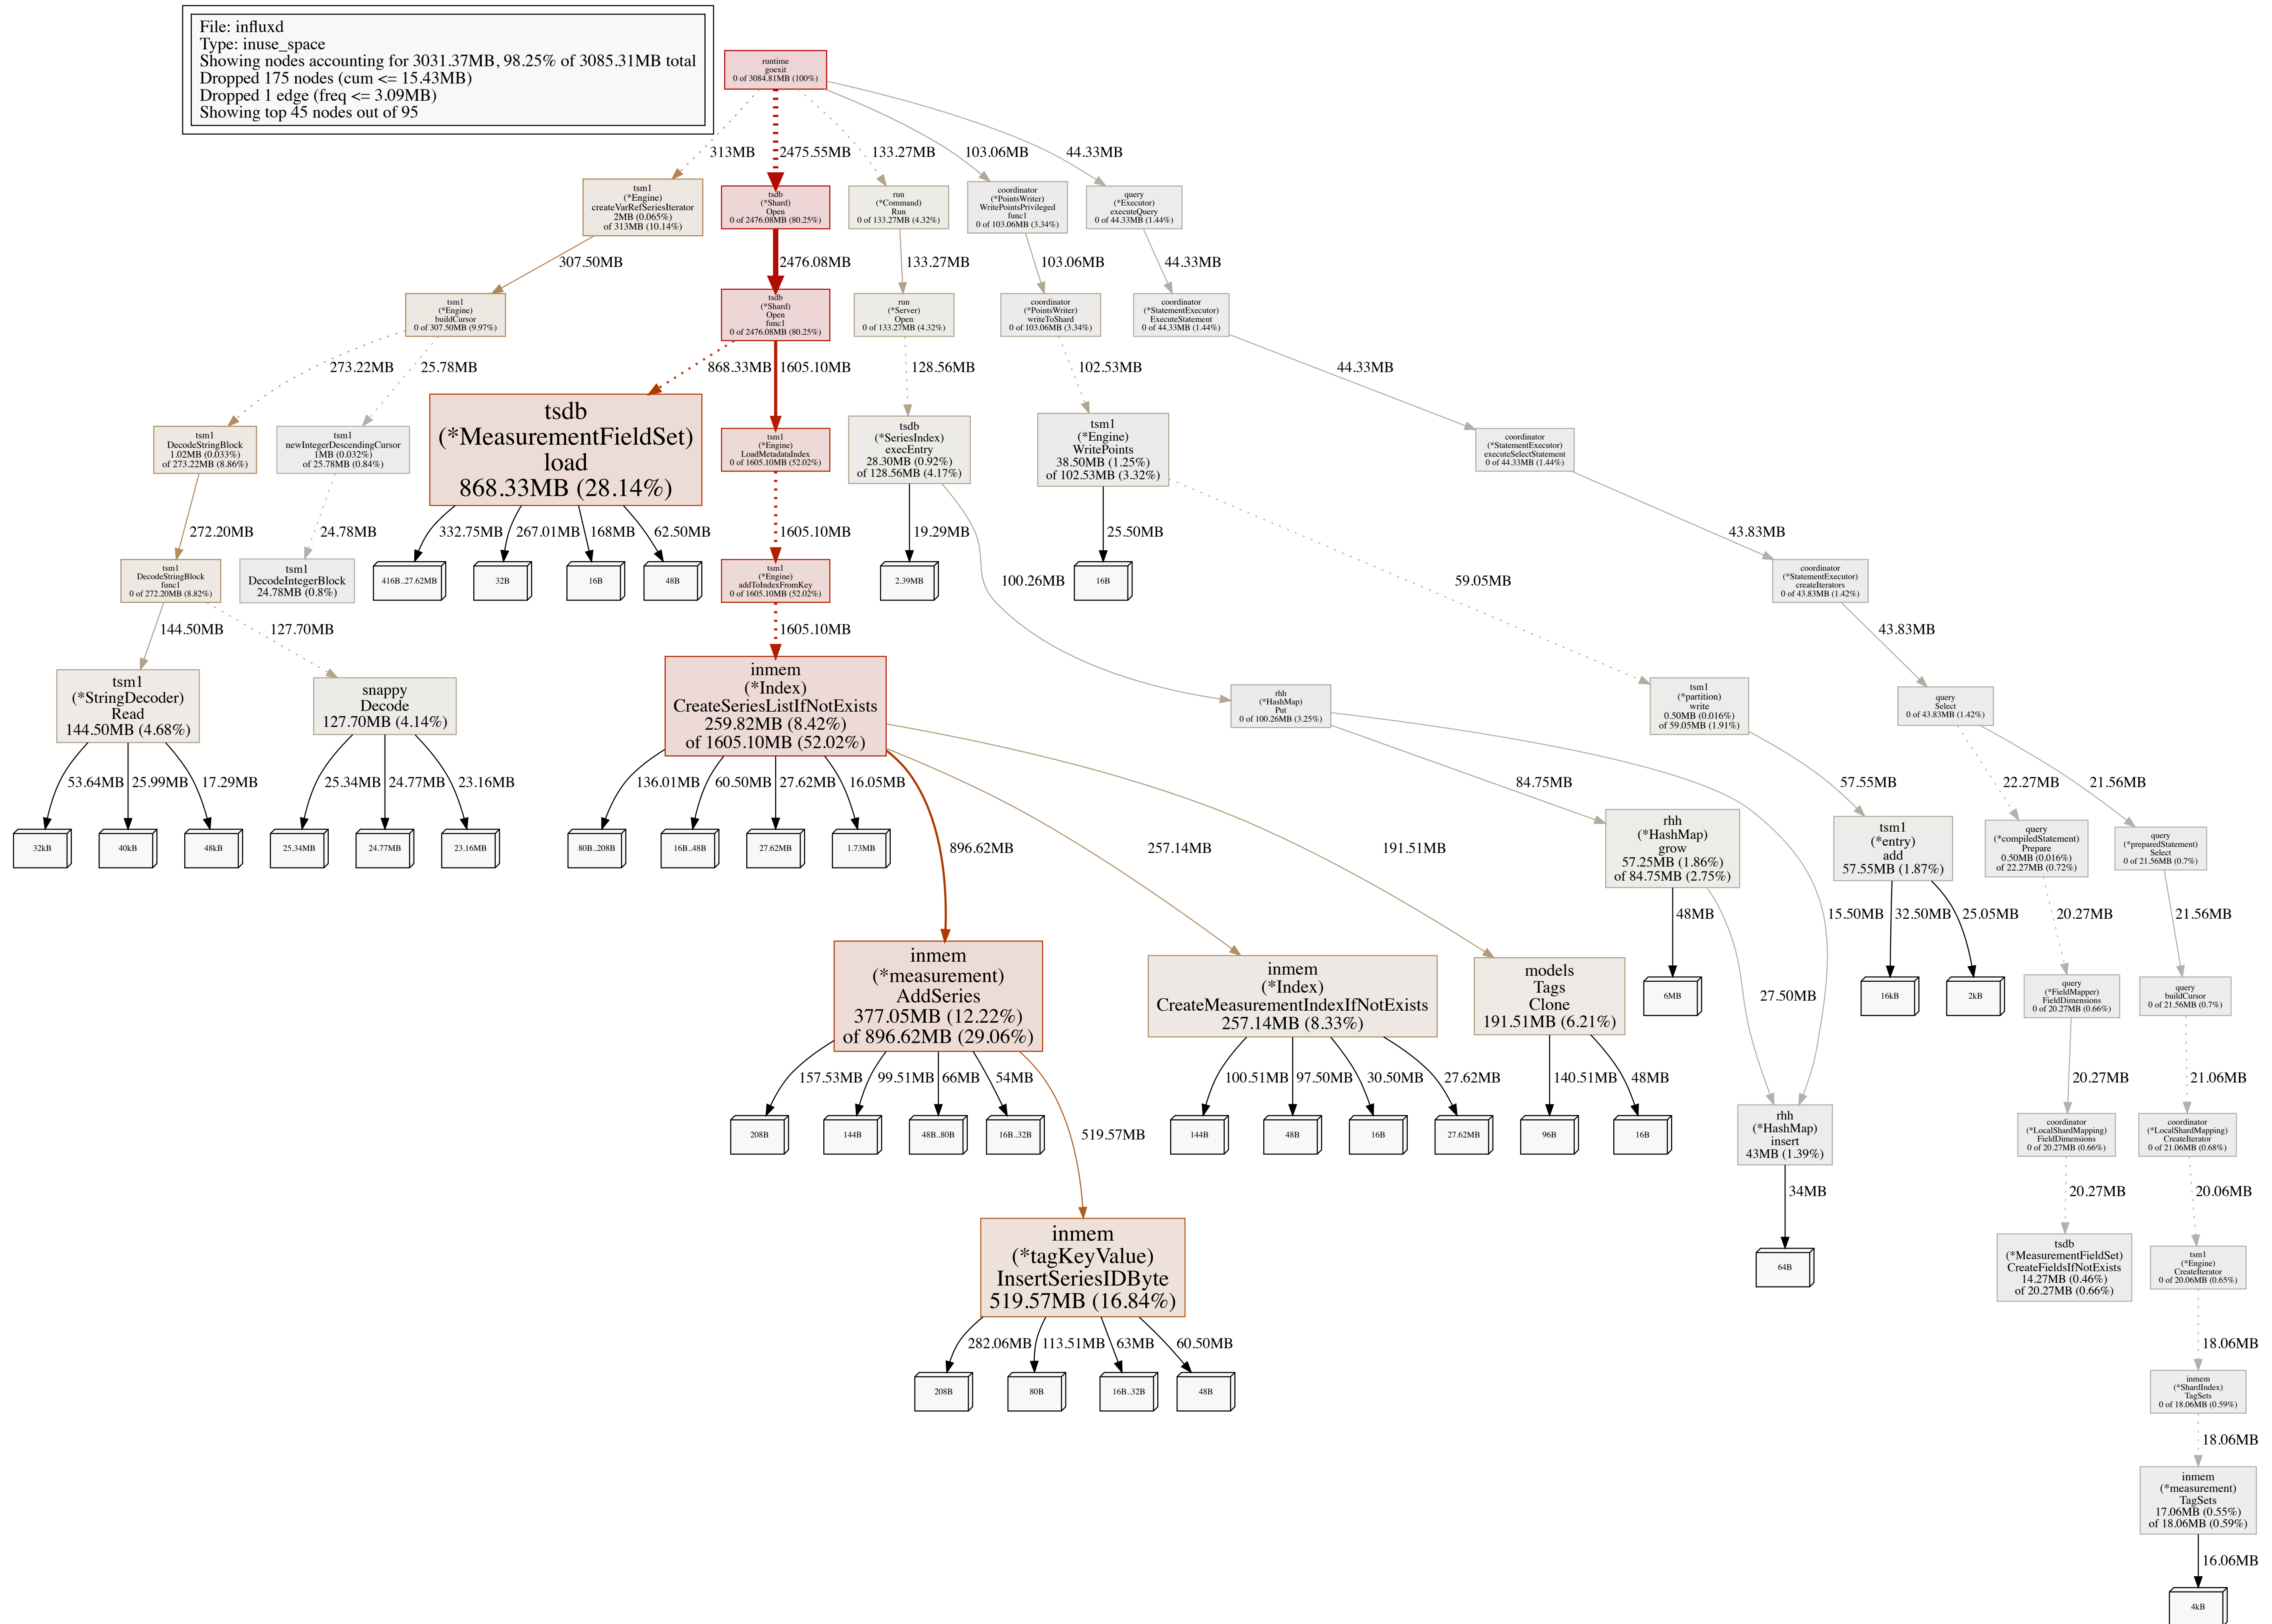 File: influxd
Type: inuse_space
Showing nodes accounting for 3031.37MB, 98.25% of 3085.31MB total
Dropped 175 nodes (cum <= 15.43MB)
Dropped 1 edge (freq <= 3.09MB)
Showing top 45 nodes out of 95
runtime
goexit
0 of 3084.81MB (100%)
313MB
2475.55MB
133.27MB
103.06MB
44.33MB
tsm1
(*Engine)
createVarRefSeriesIterator
2MB (0.065%)
of 313MB (10.14%)
tsdb
(*Shard)
Open
0 of 2476.08MB (80.25%)
run
(*Command)
Run
0 of 133.27MB (4.32%)
coordinator
(*PointsWriter)
WritePointsPrivileged
func1
0 of 103.06MB (3.34%)
query
(*Executor)
executeQuery
0 of 44.33MB (1.44%)
307.50MB
2476.08MB
133.27MB
103.06MB
44.33MB
tsm1
(*Engine)
buildCursor
0 of 307.50MB (9.97%)
tsdb
(*Shard)
Open
func1
0 of 2476.08MB (80.25%)
run
(*Server)
Open
0 of 133.27MB (4.32%)
coordinator
(*PointsWriter)
writeToShard
0 of 103.06MB (3.34%)
coordinator
(*StatementExecutor)
ExecuteStatement
0 of 44.33MB (1.44%)
273.22MB
25.78MB
868.33MB
1605.10MB
128.56MB
102.53MB
44.33MB
tsm1
DecodeStringBlock
1.02MB (0.033%)
of 273.22MB (8.86%)
tsm1
newIntegerDescendingCursor
1MB (0.032%)
of 25.78MB (0.84%)
tsdb
(*MeasurementFieldSet)
load
868.33MB (28.14%)
tsm1
(*Engine)
LoadMetadataIndex
0 of 1605.10MB (52.02%)
tsdb
(*SeriesIndex)
execEntry
28.30MB (0.92%)
of 128.56MB (4.17%)
tsm1
(*Engine)
WritePoints
38.50MB (1.25%)
of 102.53MB (3.32%)
coordinator
(*StatementExecutor)
executeSelectStatement
0 of 44.33MB (1.44%)
272.20MB
24.78MB
332.75MB
267.01MB
168MB
62.50MB
1605.10MB
19.29MB
100.26MB
25.50MB
59.05MB
43.83MB
tsm1
DecodeStringBlock
func1
0 of 272.20MB (8.82%)
tsm1
DecodeIntegerBlock
24.78MB (0.8%)
416B..27.62MB
32B
16B
48B
tsm1
(*Engine)
addToIndexFromKey
0 of 1605.10MB (52.02%)
2.39MB
16B
coordinator
(*StatementExecutor)
createIterators
0 of 43.83MB (1.42%)
144.50MB
127.70MB
1605.10MB
43.83MB
tsm1
(*StringDecoder)
Read
144.50MB (4.68%)
snappy
Decode
127.70MB (4.14%)
inmem
(*Index)
CreateSeriesListIfNotExists
259.82MB (8.42%)
of 1605.10MB (52.02%)
rhh
(*HashMap)
Put
0 of 100.26MB (3.25%)
tsm1
(*partition)
write
0.50MB (0.016%)
of 59.05MB (1.91%)
query
Select
0 of 43.83MB (1.42%)
53.64MB
25.99MB
17.29MB
25.34MB
24.77MB
23.16MB
136.01MB
60.50MB
27.62MB
16.05MB
896.62MB
257.14MB
191.51MB
84.75MB
15.50MB
57.55MB
22.27MB
21.56MB
32kB
40kB
48kB
25.34MB
24.77MB
23.16MB
80B..208B
16B..48B
27.62MB
1.73MB
rhh
(*HashMap)
grow
57.25MB (1.86%)
of 84.75MB (2.75%)
tsm1
(*entry)
add
57.55MB (1.87%)
query
(*compiledStatement)
Prepare
0.50MB (0.016%)
of 22.27MB (0.72%)
query
(*preparedStatement)
Select
0 of 21.56MB (0.7%)
48MB
27.50MB
32.50MB
25.05MB
20.27MB
21.56MB
inmem
(*measurement)
AddSeries
377.05MB (12.22%)
of 896.62MB (29.06%)
inmem
(*Index)
CreateMeasurementIndexIfNotExists
257.14MB (8.33%)
models
Tags
Clone
191.51MB (6.21%)
6MB
16kB
2kB
query
(*FieldMapper)
FieldDimensions
0 of 20.27MB (0.66%)
query
buildCursor
0 of 21.56MB (0.7%)
157.53MB
99.51MB
66MB
54MB
519.57MB
100.51MB
97.50MB
30.50MB
27.62MB
140.51MB
48MB
20.27MB
21.06MB
208B
144B
48B..80B
16B..32B
144B
48B
16B
27.62MB
96B
16B
rhh
(*HashMap)
insert
43MB (1.39%)
coordinator
(*LocalShardMapping)
FieldDimensions
0 of 20.27MB (0.66%)
coordinator
(*LocalShardMapping)
CreateIterator
0 of 21.06MB (0.68%)
34MB
20.27MB
20.06MB
inmem
(*tagKeyValue)
InsertSeriesIDByte
519.57MB (16.84%)
64B
tsdb
(*MeasurementFieldSet)
CreateFieldsIfNotExists
14.27MB (0.46%)
of 20.27MB (0.66%)
tsm1
(*Engine)
CreateIterator
0 of 20.06MB (0.65%)
282.06MB
113.51MB
63MB
60.50MB
18.06MB
208B
80B
16B..32B
48B
inmem
(*ShardIndex)
TagSets
0 of 18.06MB (0.59%)
18.06MB
inmem
(*measurement)
TagSets
17.06MB (0.55%)
of 18.06MB (0.59%)
16.06MB
4kB